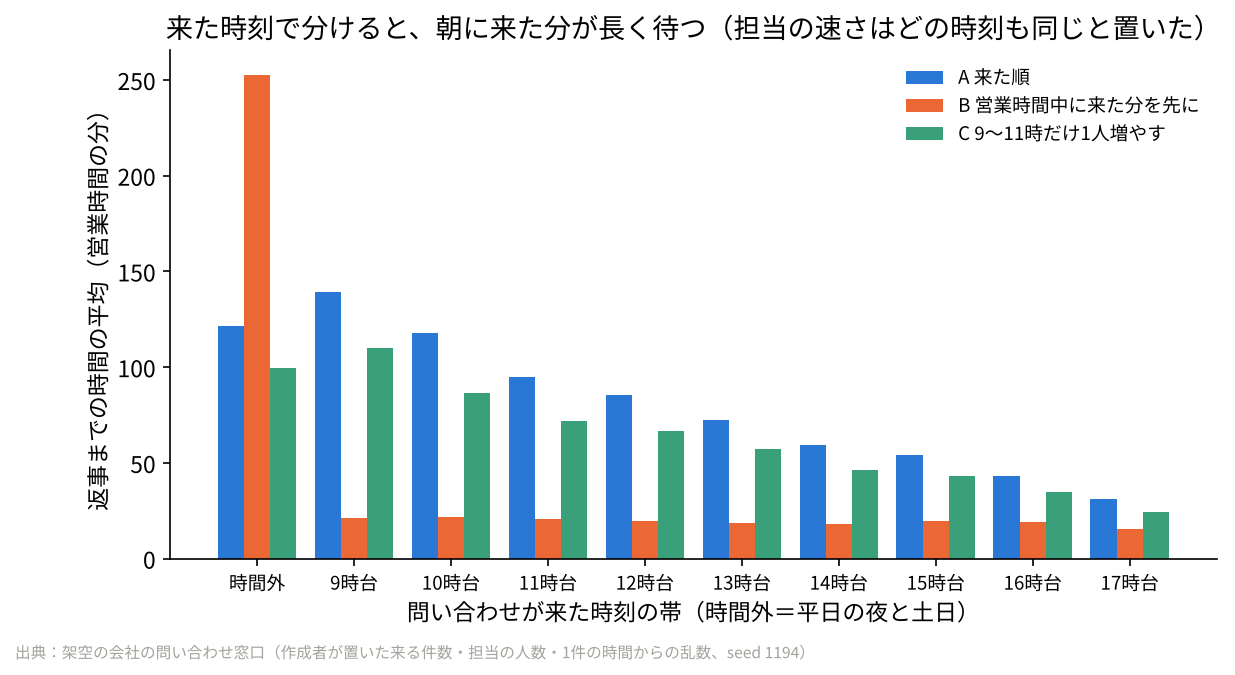 来た時刻で分けると、朝に来た分が長く待つ（担当の速さはどの時刻も同じと置いた）
A 来た順
B 営業時間中に来た分を先に
C 9〜11時だけ1人増やす
返事までの時間の平均（営業時間の分）
250
200
150
100
50
0
時間外 9時台 10時台 11時台 12時台 13時台 14時台 15時台 16時台 17時台
問い合わせが来た時刻の帯（時間外＝平日の夜と土日）
出典：架空の会社の問い合わせ窓口（作成者が置いた来る件数・担当の人数・1件の時間からの乱数、seed 1194）